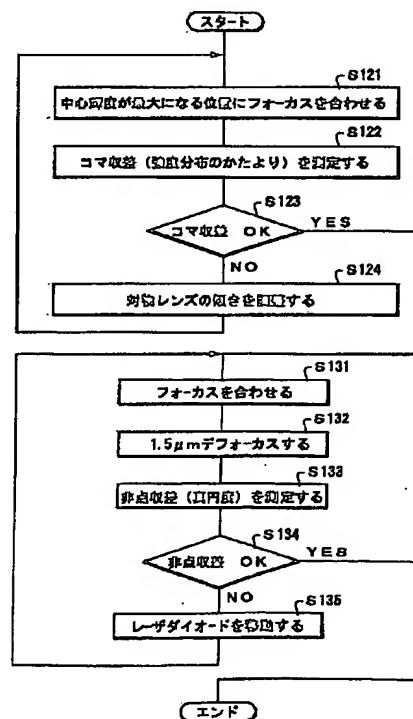 スタート
S121
中心強度が最大になる位置にフォーカスを合わせる
S122
コマ収差（強度分布のかたより）を測定する
S123
コマ収差 OK
YES
NO
S124
対物レンズの傾きを調整する
S131
フォーカスを合わせる
S132
1.5μmデフォーカスする
S133
非点収差（真円度）を測定する
S134
非点収差 OK
YES
NO
S135
レーザダイオードを移動する
エンド